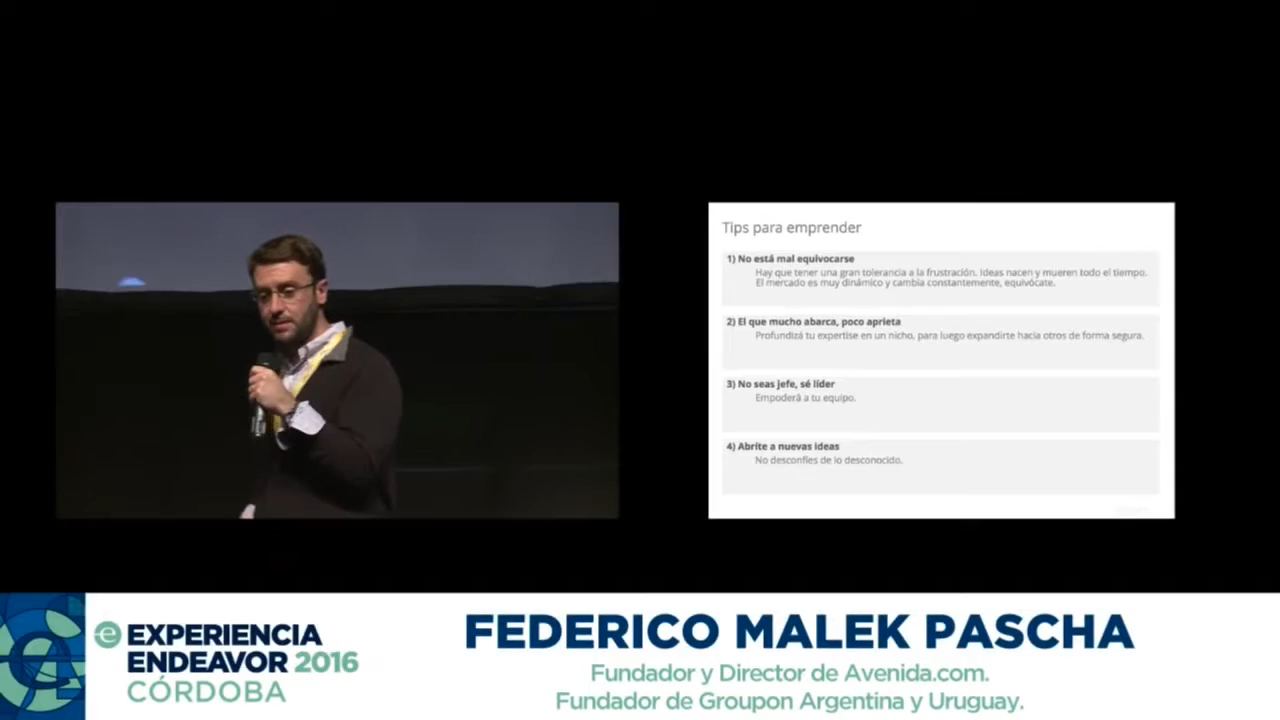 Tips para emprender
1) No está mal equivocarse
Hay que tener una gran tolerancia a la frustración. Ideas nacen y mueren todo el tiempo.
El mercado es muy dinámico y cambia constantemente, equivócate.
2) El que mucho abarca, poco aprieta
Profundizá tu expertise en un nicho, para luego expandirte hacia otros de forma segura.
3) No seas jefe, sé líder
Empoderá a tu equipo.
4) Abrite a nuevas ideas
No desconfíes de lo desconocido.
e EXPERIENCIA
ENDEAVOR 2016
CÓRDOBA
FEDERICO MALEK PASCHA
Fundador y Director de Avenida.com.
Fundador de Groupon Argentina y Uruguay.